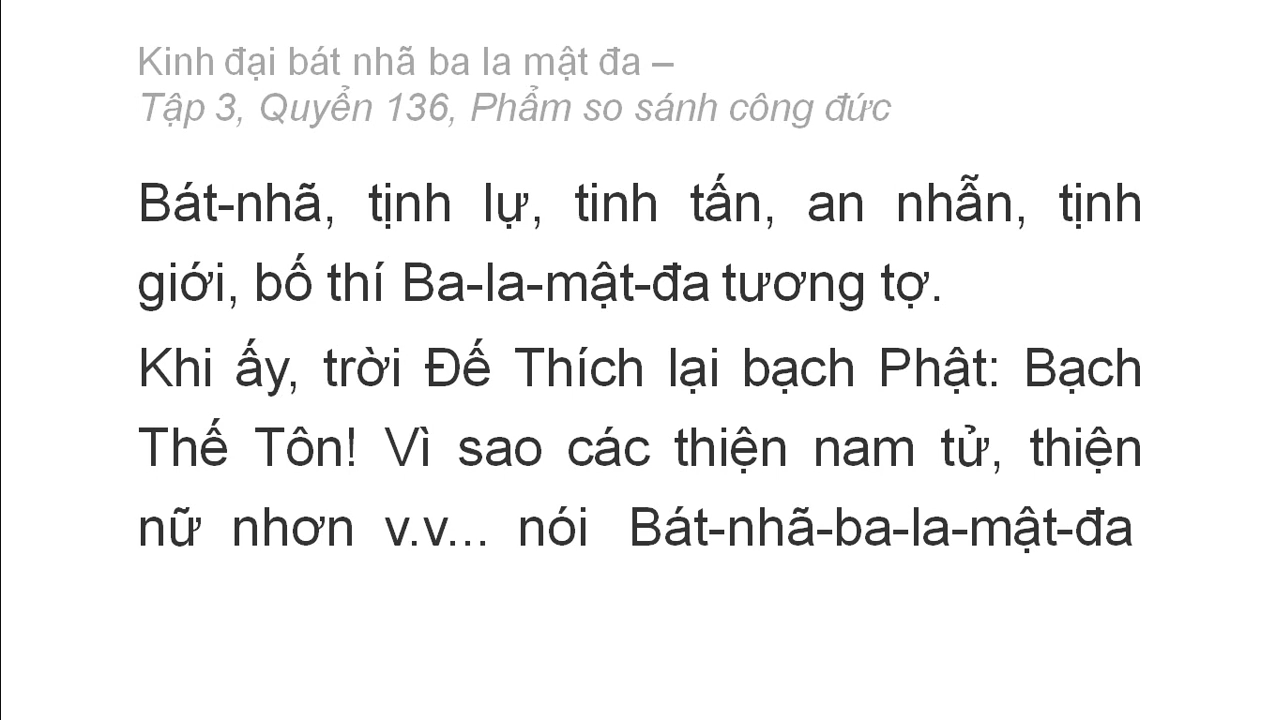 Kinh đại bát nhã ba la mật đa –
Tập 3, Quyển 136, Phẩm so sánh công đức
Bát-nhã, tịnh lự, tinh tấn, an nhẫn, tịnh
giới, bố thí Ba-la-mật-đa tương tợ.
Khi ấy, trời Đế Thích lại bạch Phật: Bạch
Thế Tôn! Vì sao các thiện nam tử, thiện
nữ nhơn v.v... nói Bát-nhã-ba-la-mật-đa